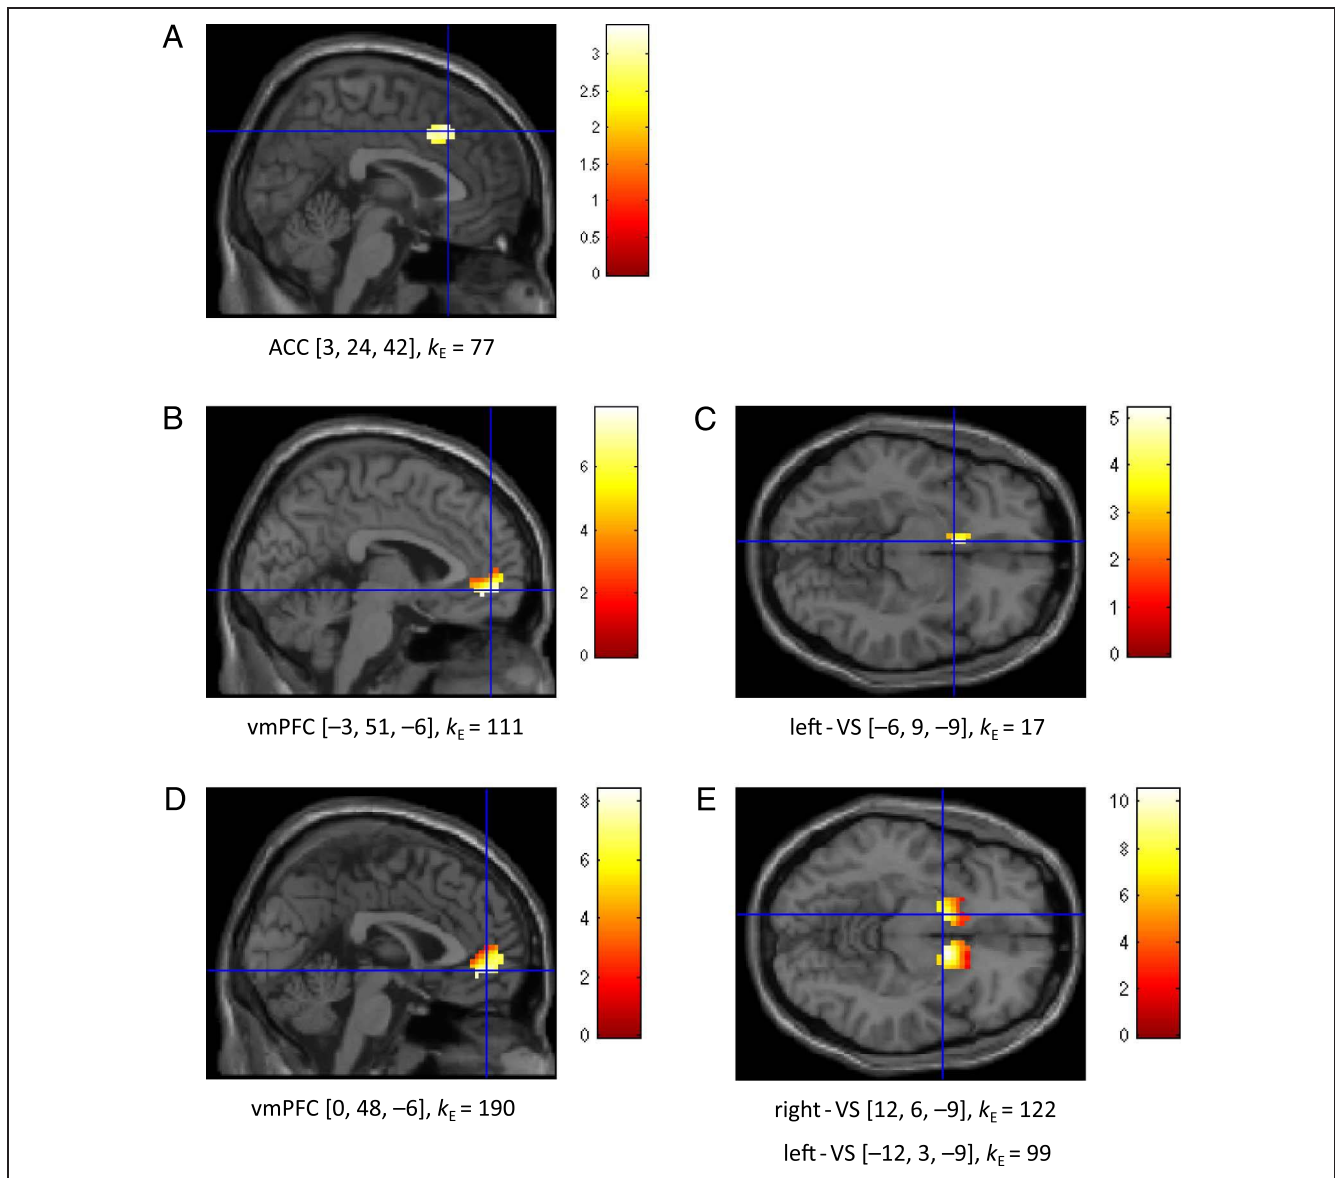 A
3
2.5
2
1.5
1
0.5
0
ACC [3, 24, 42], kE = 77
B
6
4
2
0
vmPFC [–3, 51, –6], kE = 111
C
5
4
3
2
1
0
left-VS [–6, 9, –9], kE = 17
D
8
6
4
2
0
vmPFC [0, 48, –6], kE = 190
E
10
8
6
4
2
0
right-VS [12, 6, –9], kE = 122
left-VS [–12, 3, –9], kE = 99